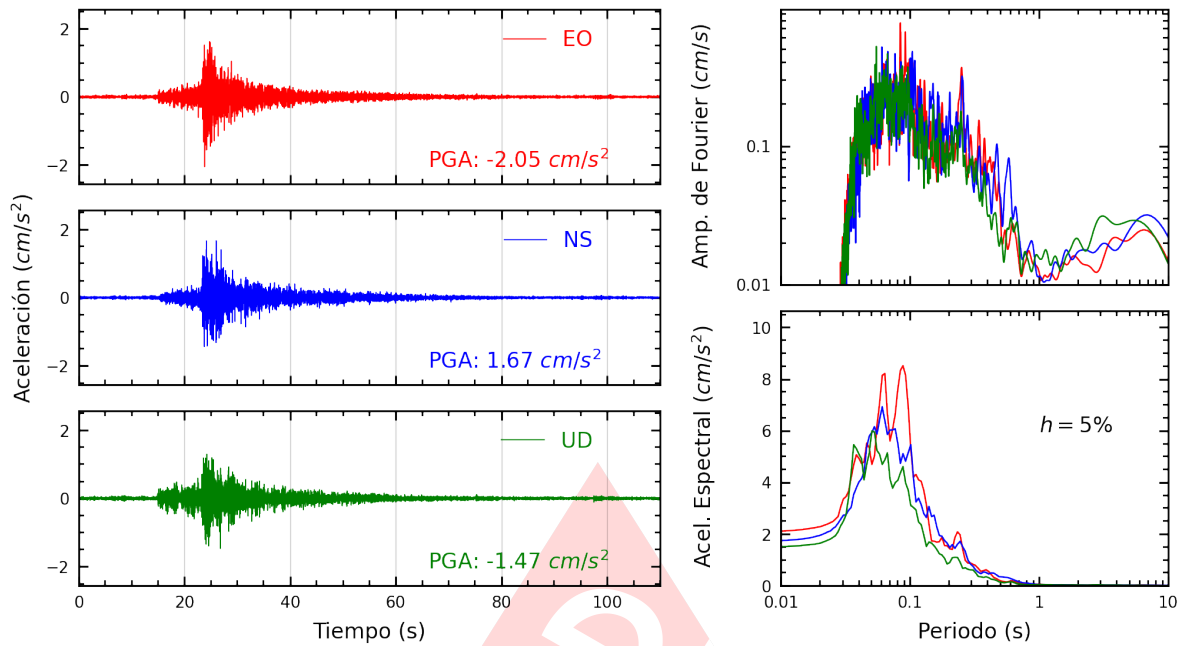 Aceleración (cm/s²)
2
0
−2
EO
PGA: -2.05 cm/s²
2
0
−2
NS
PGA: 1.67 cm/s²
2
0
−2
UD
PGA: -1.47 cm/s²
0 20 40 60 80 100
Tiempo (s)
Amp. de Fourier (cm/s)
0.1
0.01
Acel. Espectral (cm/s²)
10
8
6
4
2
0
h = 5%
0.01 0.1 1 10
Periodo (s)